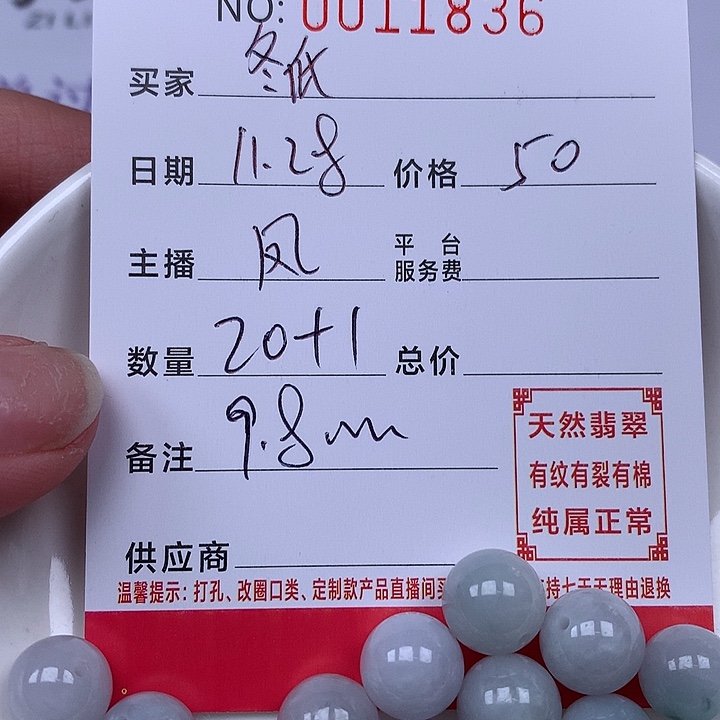 NO: 0011836
买家 冬低
日期 11.28 价格 50
主播 凤 平台服务费
数量 20+1 总价
备注 9.8mm
天然翡翠
有纹有裂有棉
纯属正常
供应商
温馨提示：打孔、改圈口类、定制款产品直播间买 持七天无理由退换